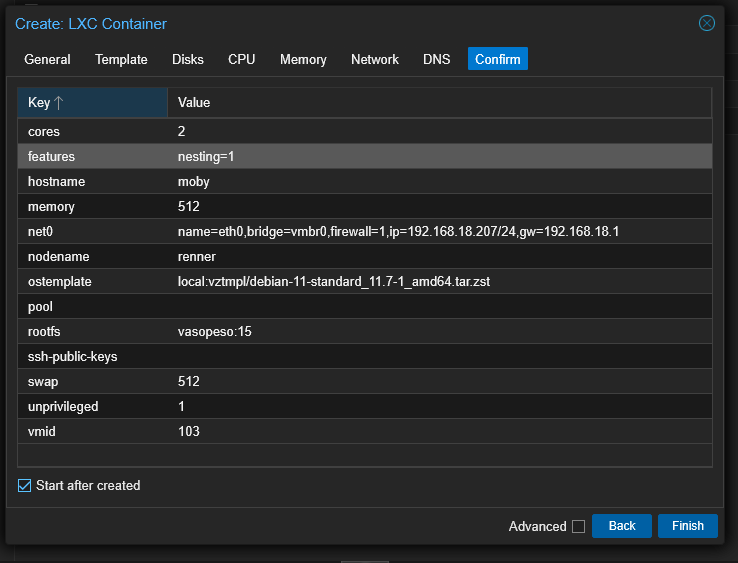 Create: LXC Container
General Template Disks CPU Memory Network DNS Confirm
Key Value
cores 2
features nesting=1
hostname moby
memory 512
net0 name=eth0,bridge=vmbr0,firewall=1,ip=192.168.18.207/24,gw=192.168.18.1
nodename renner
ostemplate local:vztmpl/debian-11-standard_11.7-1_amd64.tar.zst
pool
rootfs vasopeso:15
ssh-public-keys
swap 512
unprivileged 1
vmid 103
Start after created
Advanced Back Finish